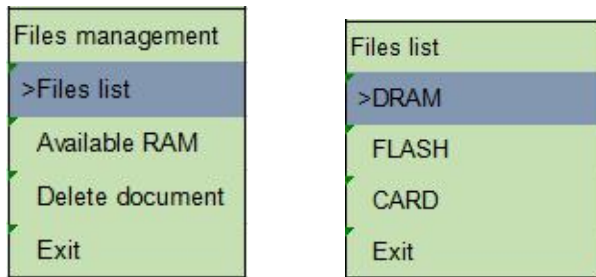 Files management
>Files list
Available RAM
Delete document
Exit
Files list
>DRAM
FLASH
CARD
Exit